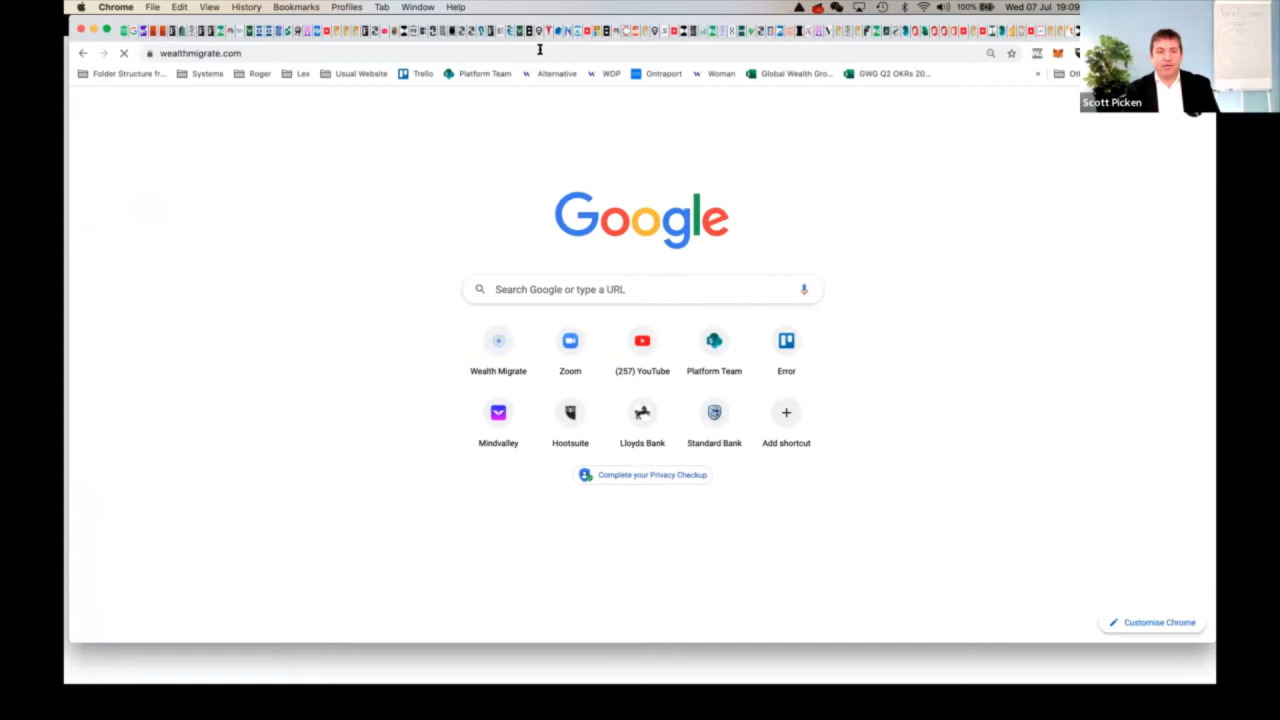 Chrome File Edit View History Bookmarks Profiles Tab Window Help 100% Wed 07 Jul 19:09
wealthmigrate.com
Folder Structure fr... Systems Roger Lex Usual Website Trello Platform Team Alternative WDP Ontraport Woman Global Wealth Gro... GWG Q2 OKRs 20... »
Welcome
Scott Picken
Google
Search Google or type a URL
Wealth Migrate Zoom (257) YouTube Platform Team Error
Mindvalley Hootsuite Lloyds Bank Standard Bank Add shortcut
Complete your Privacy Checkup
Customise Chrome